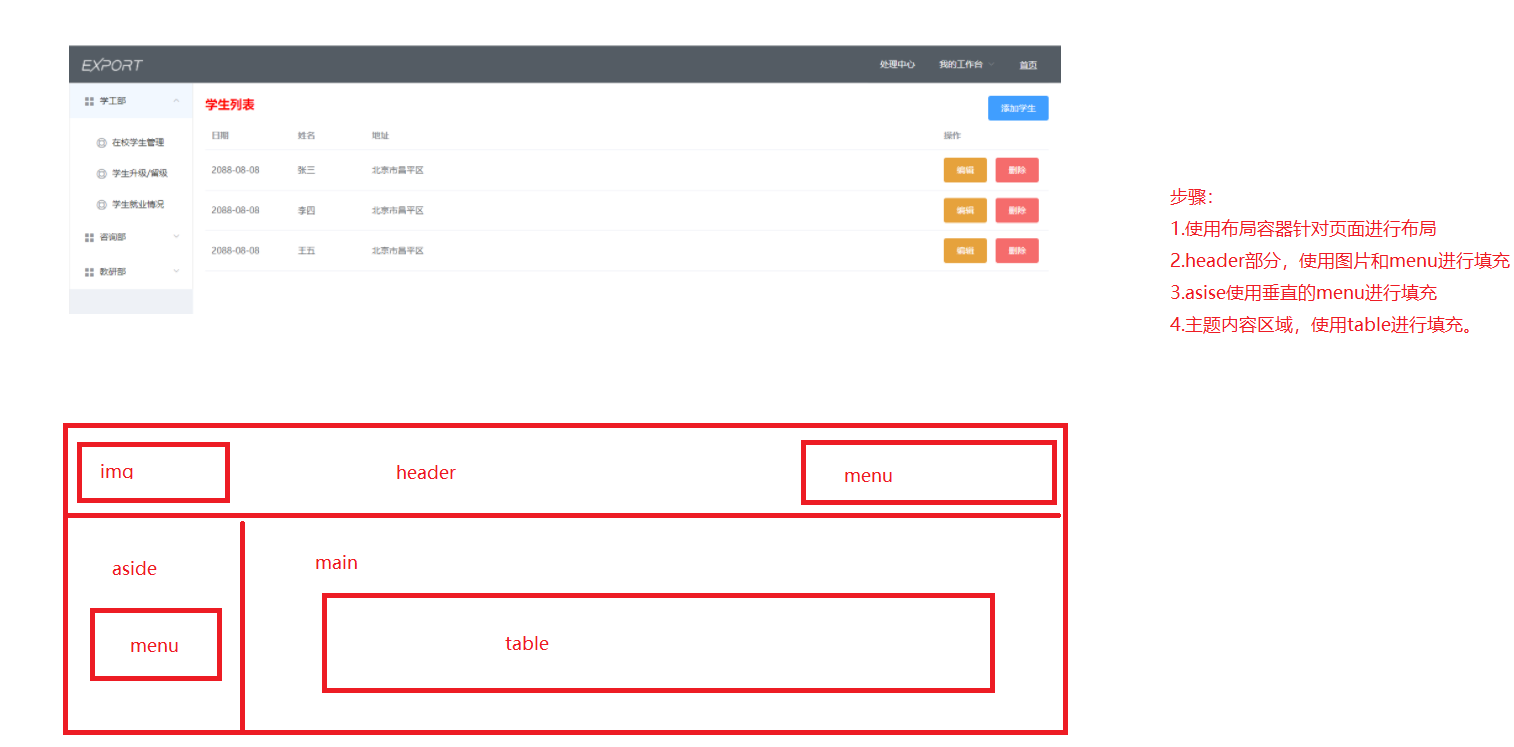 EXPORT
处理中心 我的工作台 首页
学工部
在校学生管理
学生升级/留级
学生就业情况
咨询部
教研部
学生列表 添加学生
日期 姓名 地址 操作
2088-08-08 张三 北京市昌平区 编辑 删除
2088-08-08 李四 北京市昌平区 编辑 删除
2088-08-08 王五 北京市昌平区 编辑 删除
步骤：
1.使用布局容器针对页面进行布局
2.header部分，使用图片和menu进行填充
3.asise使用垂直的menu进行填充
4.主题内容区域，使用table进行填充。
img header menu
aside
menu
main
table